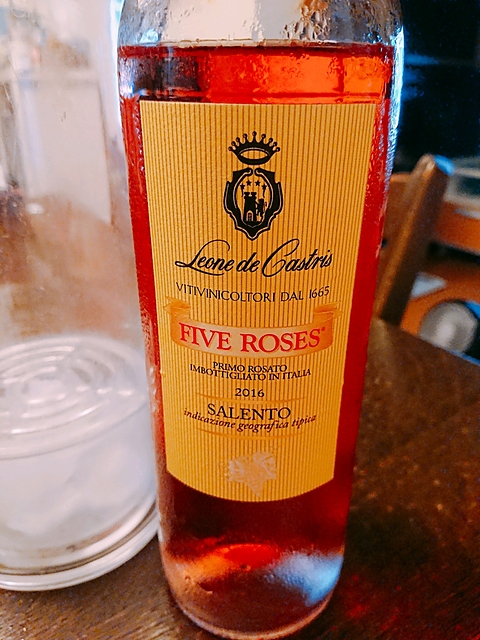 Leone de Castris
VITIVINICOLTORI DAL 1665
FIVE ROSES®
PRIMO ROSATO
IMBOTTIGLIATO IN ITALIA
2016
SALENTO
indicazione geografica tipica